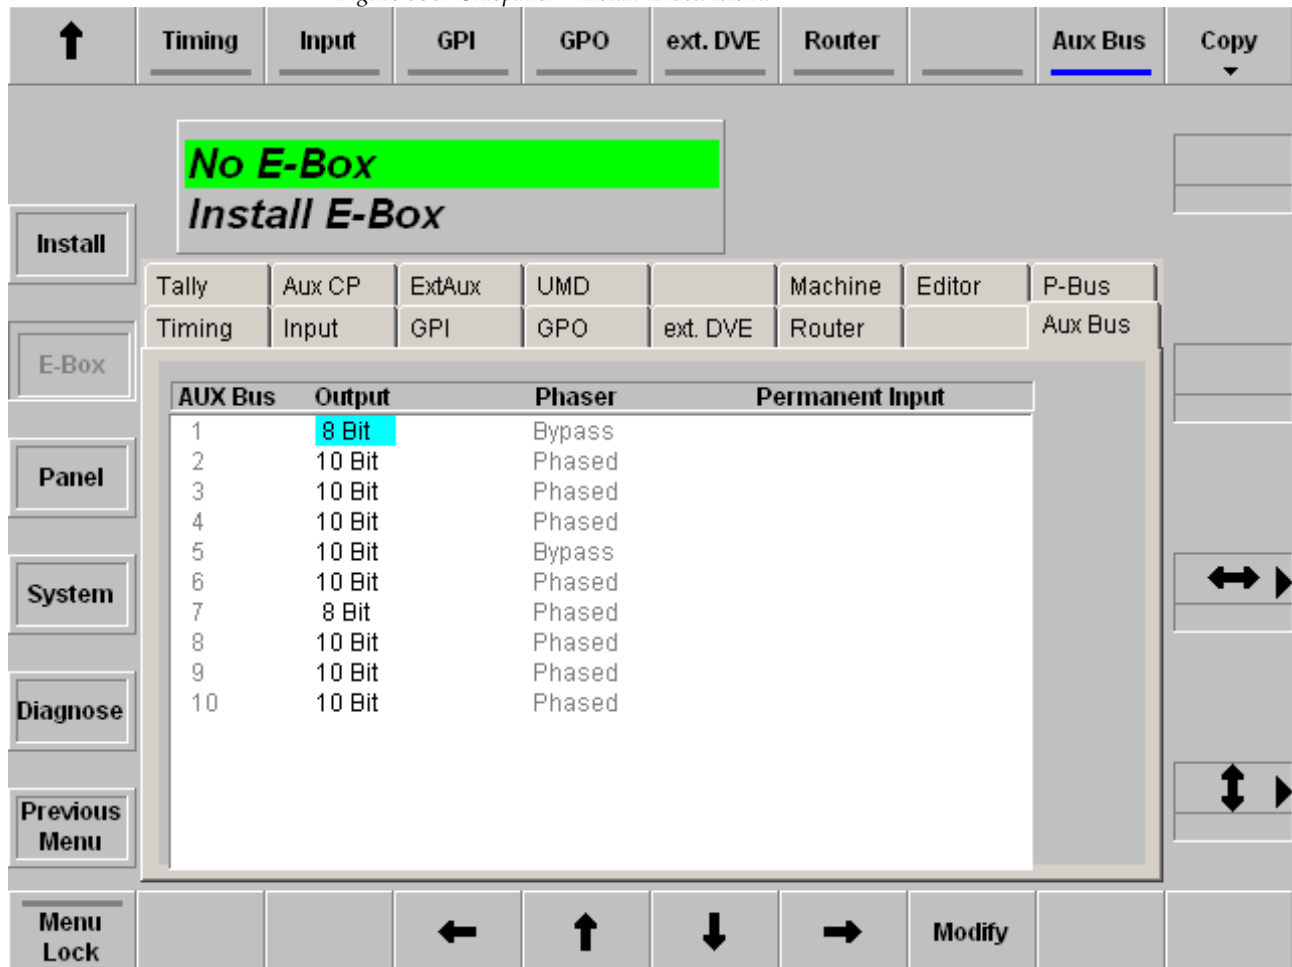 Timing Input GPI GPO ext. DVE Router Aux Bus Copy
No E-Box
Install E-Box
Install
Tally Aux CP ExtAux UMD Machine Editor P-Bus
Timing Input GPI GPO ext. DVE Router Aux Bus
E-Box
AUX Bus Output Phaser Permanent Input
1 8 Bit Bypass
2 10 Bit Phased
3 10 Bit Phased
4 10 Bit Phased
5 10 Bit Bypass
6 10 Bit Phased
7 8 Bit Phased
8 10 Bit Phased
9 10 Bit Phased
10 10 Bit Phased
Panel
System
Diagnose
Previous
Menu
Menu
Lock
Modify